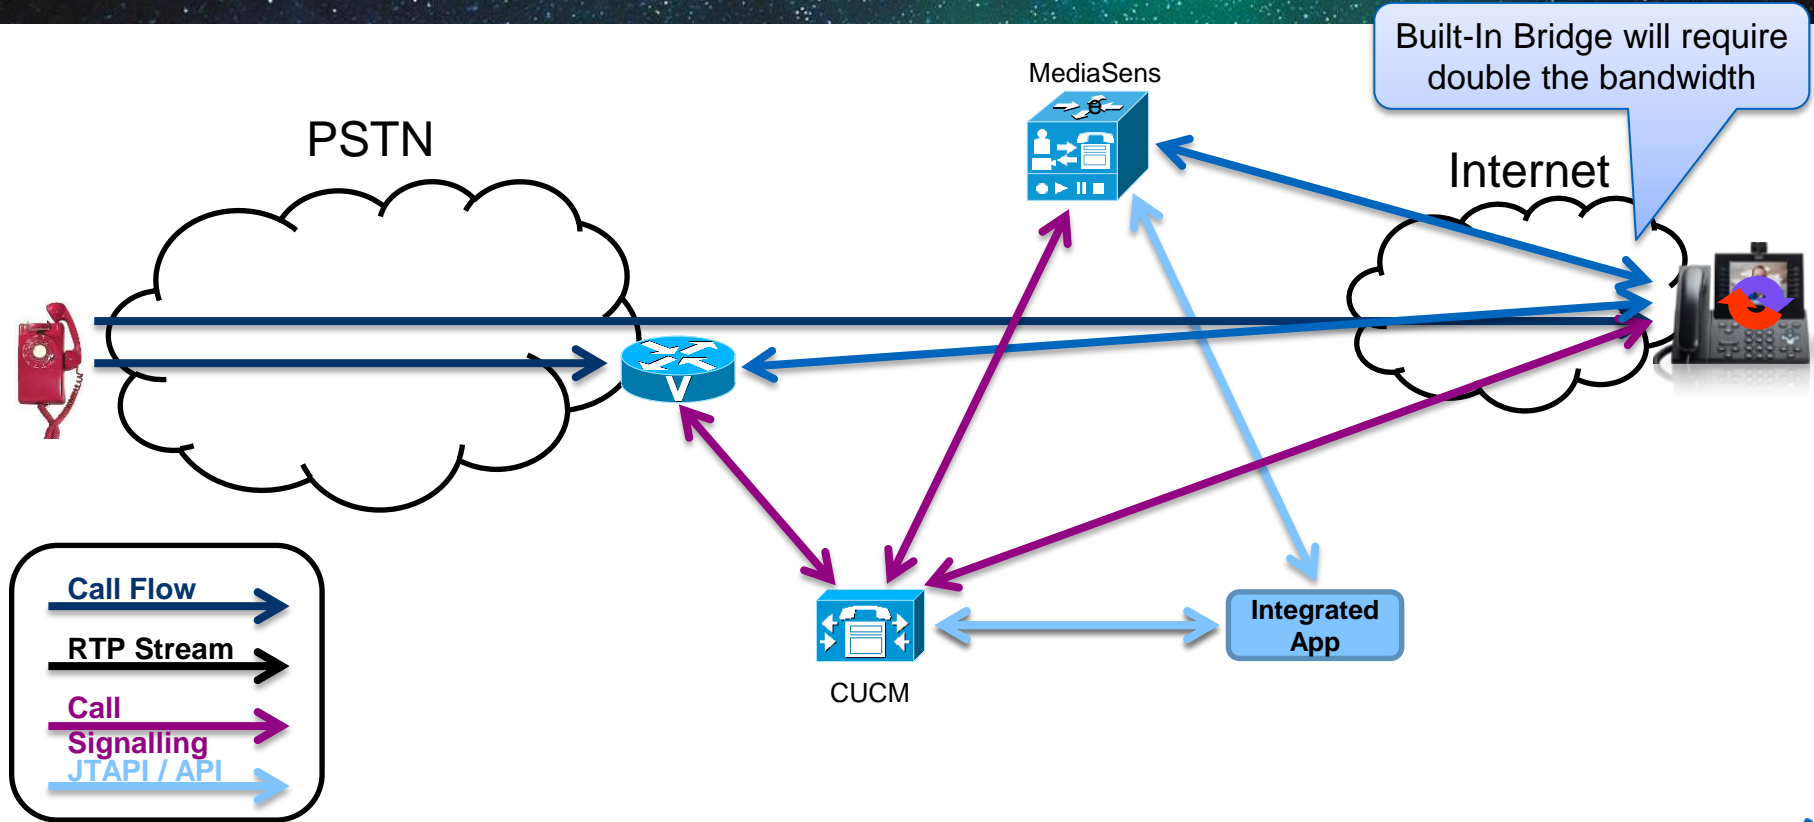 Built-In Bridge will require
double the bandwidth
MediaSens
e
PSTN
Internet
V
Call Flow
RTP Stream
Call
Signalling
JTAPI / API
Integrated
App
CUCM